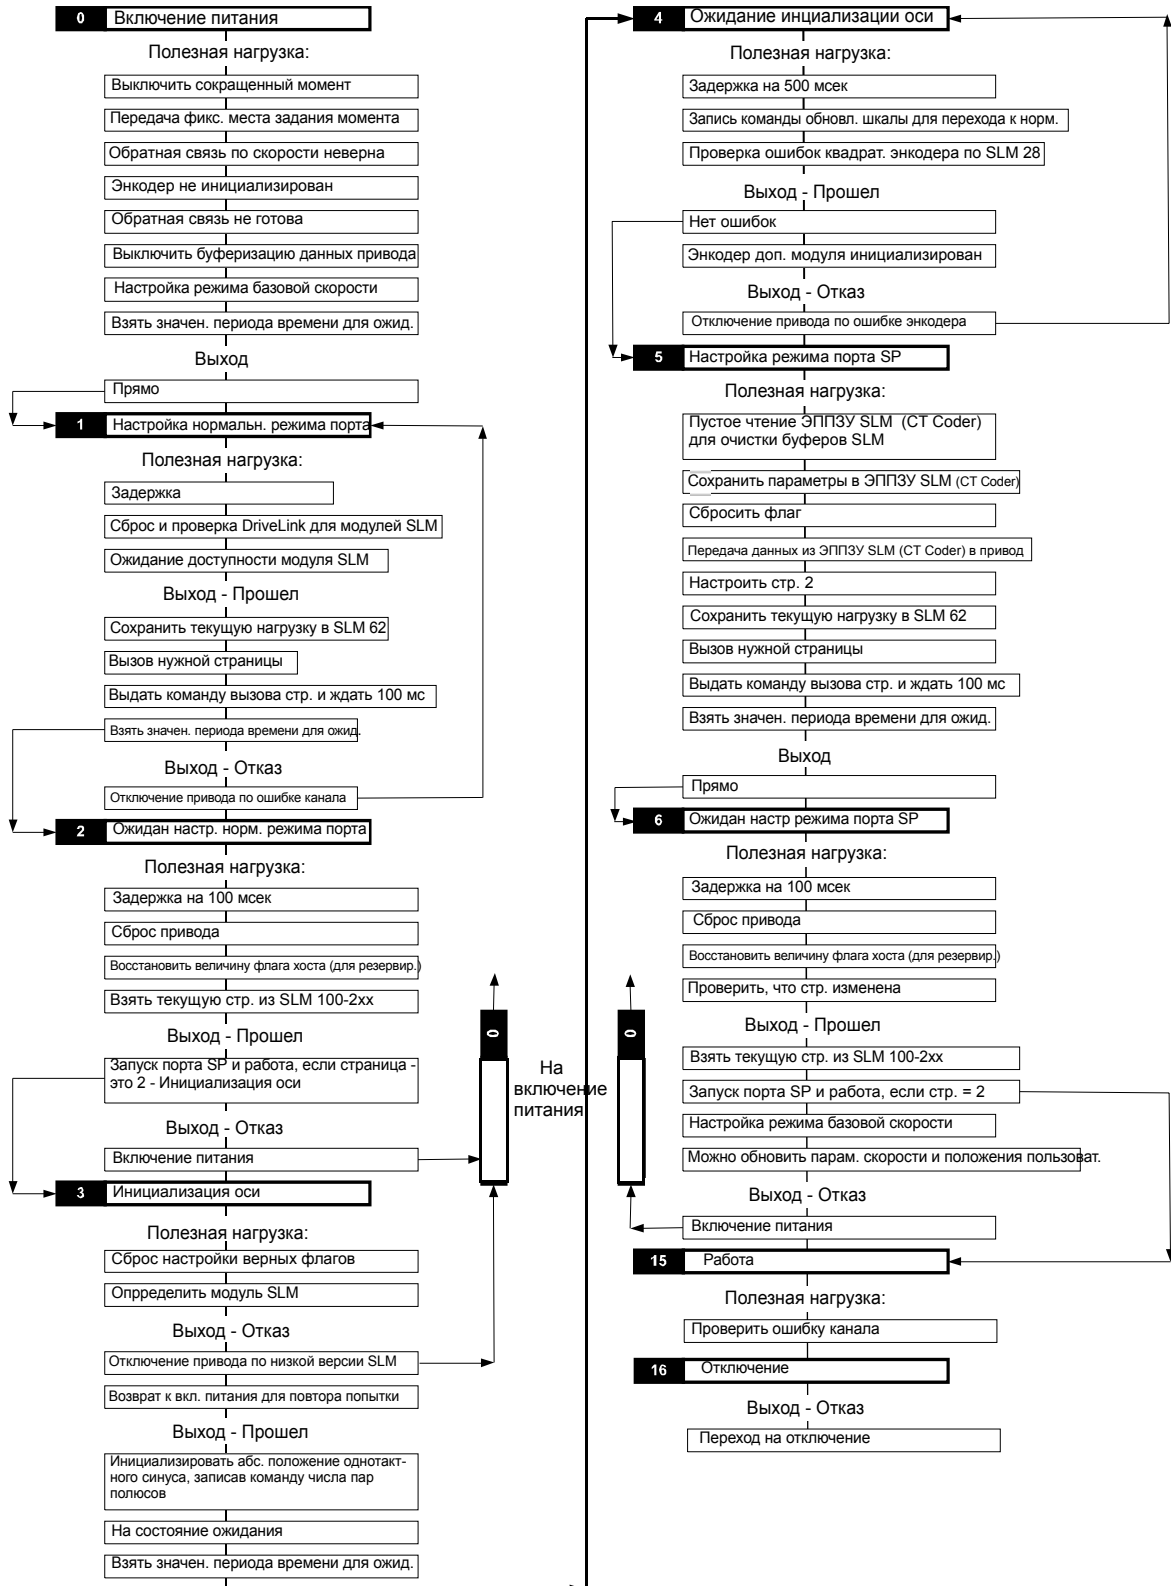 0 Включение питания
Полезная нагрузка:
Выключить сокращенный момент
Передача фикс. места задания момента
Обратная связь по скорости неверна
Энкодер не инициализирован
Обратная связь не готова
Выключить буферизацию данных привода
Настройка режима базовой скорости
Взять значен. периода времени для ожид.
Выход
Прямо
1 Настройка нормальн. режима порта
Полезная нагрузка:
Задержка
Сброс и проверка DriveLink для модулей SLM
Ожидание доступности модуля SLM
Выход - Прошел
Сохранить текущую нагрузку в SLM 62
Вызов нужной страницы
Выдать команду вызова стр. и ждать 100 мс
Взять значен. периода времени для ожид.
Выход - Отказ
Отключение привода по ошибке канала
2 Ожидан настр. норм. режима порта
Полезная нагрузка:
Задержка на 100 мсек
Сброс привода
Восстановить величину флага хоста (для резервир.)
Взять текущую стр. из SLM 100-2xx
Выход - Прошел
Запуск порта SP и работа, если страница -
это 2 - Инициализация оси
Выход - Отказ
Включение питания
3 Инициализация оси
Полезная нагрузка:
Сброс настройки верных флагов
Опрределить модуль SLM
Выход - Отказ
Отключение привода по низкой версии SLM
Возврат к вкл. питания для повтора попытки
Выход - Прошел
Инициализировать абс. положение однотакт-
ного синуса, записав команду числа пар
полюсов
На состояние ожидания
Взять значен. периода времени для ожид.
0
На
включение
питания
0
4 Ожидание инциализации оси
Полезная нагрузка:
Задержка на 500 мсек
Запись команды обновл. шкалы для перехода к норм.
Проверка ошибок квадрат. энкодера по SLM 28
Выход - Прошел
Нет ошибок
Энкодер доп. модуля инициализирован
Выход - Отказ
Отключение привода по ошибке энкодера
5 Настройка режима порта SP
Полезная нагрузка:
Пустое чтение ЭППЗУ SLM (CT Coder)
для очистки буферов SLM
Сохранить параметры в ЭППЗУ SLM (CT Coder)
Сбросить флаг
Передача данных из ЭППЗУ SLM (CT Coder) в привод
Настроить стр. 2
Сохранить текущую нагрузку в SLM 62
Вызов нужной страницы
Выдать команду вызова стр. и ждать 100 мс
Взять значен. периода времени для ожид.
Выход
Прямо
6 Ожидан настр режима порта SP
Полезная нагрузка:
Задержка на 100 мсек
Сброс привода
Восстановить величину флага хоста (для резервир.)
Проверить, что стр. изменена
Выход - Прошел
Взять текущую стр. из SLM 100-2xx
Запуск порта SP и работа, если стр. = 2
Настройка режима базовой скорости
Можно обновить парам. скорости и положения пользоват.
Выход - Отказ
Включение питания
15 Работа
Полезная нагрузка:
Проверить ошибку канала
16 Отключение
Выход - Отказ
Переход на отключение